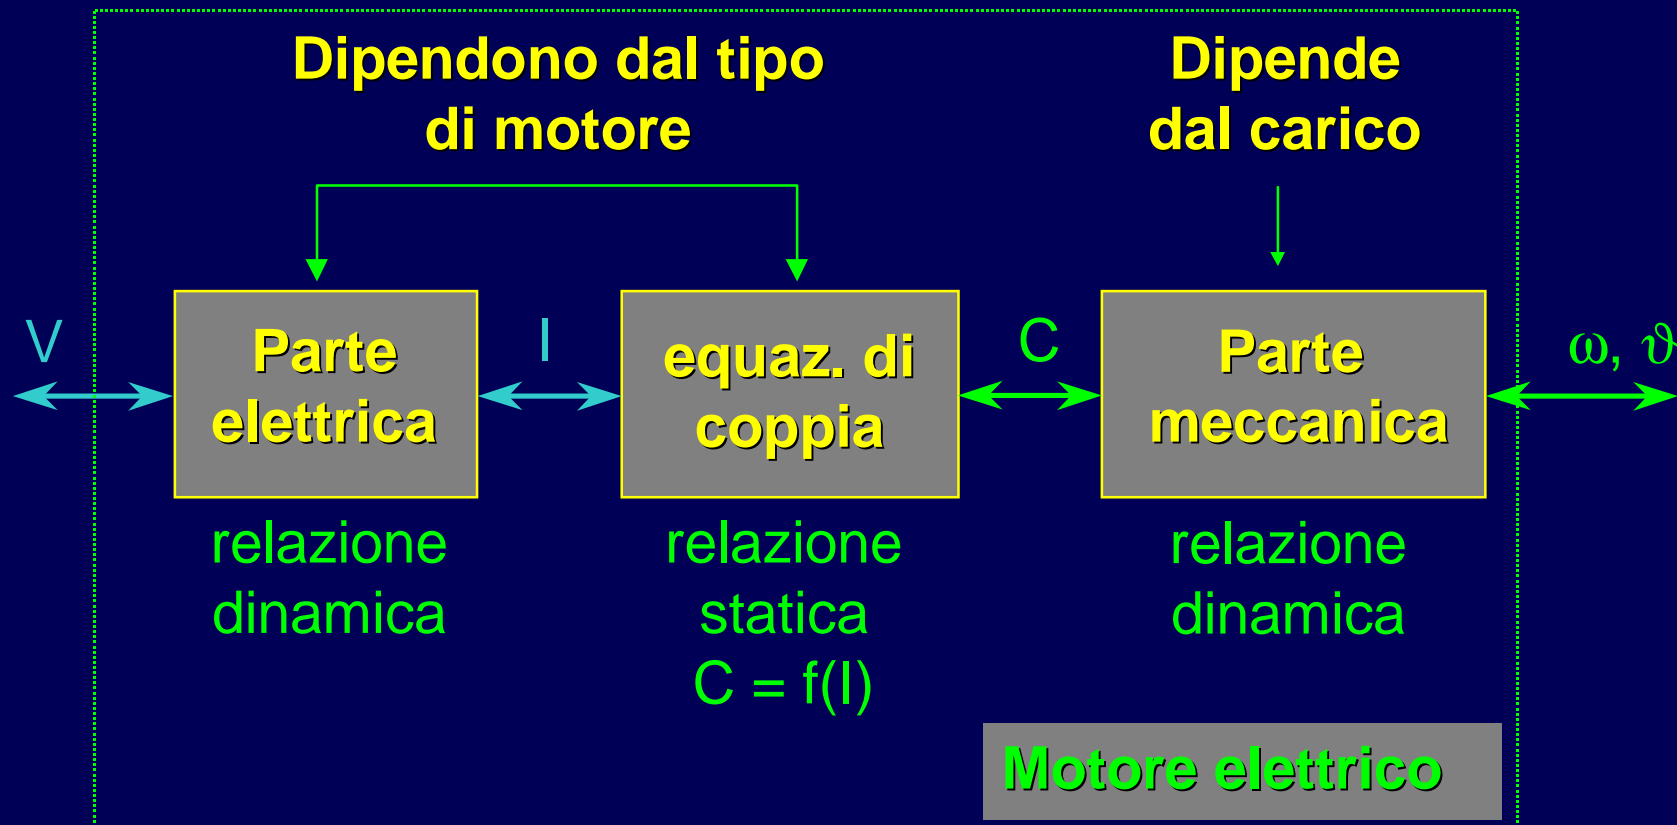 Dipendono dal tipo
di motore
Dipende
dal carico
V
Parte
elettrica
I
equaz. di
coppia
C
Parte
meccanica
ω, ϑ
relazione
dinamica
relazione
statica
C = f(I)
relazione
dinamica
Motore elettrico